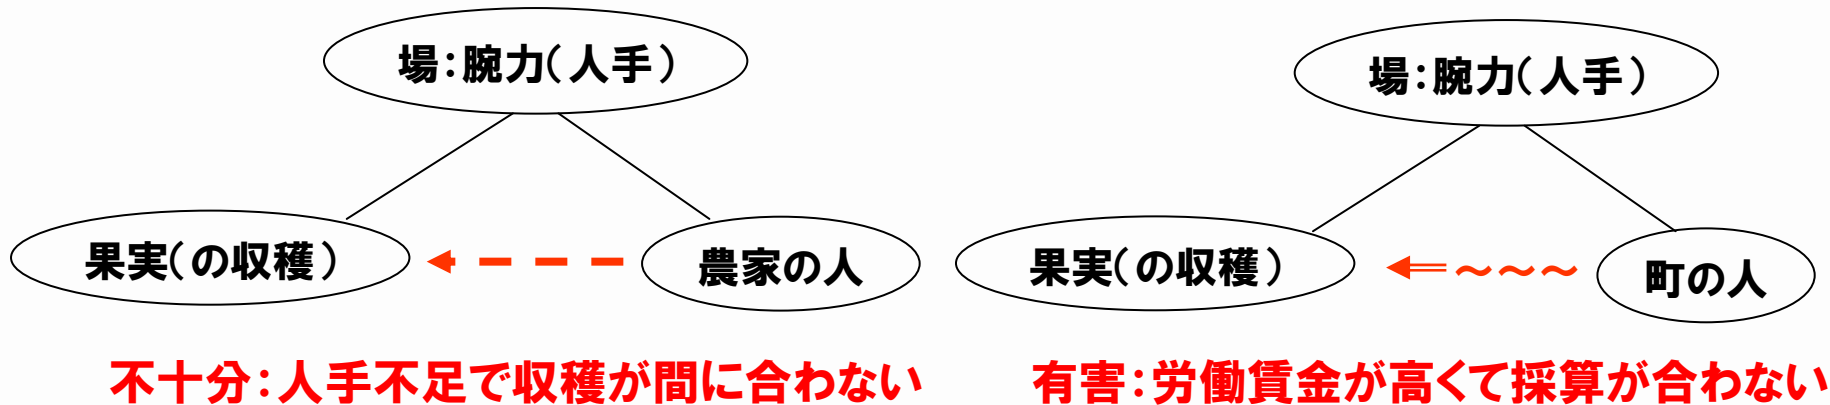 場:腕力(人手)
果実(の収穫)
農家の人
不十分:人手不足で収穫が間に合わない
場:腕力(人手)
果実(の収穫)
町の人
有害:労働賃金が高くて採算が合わない